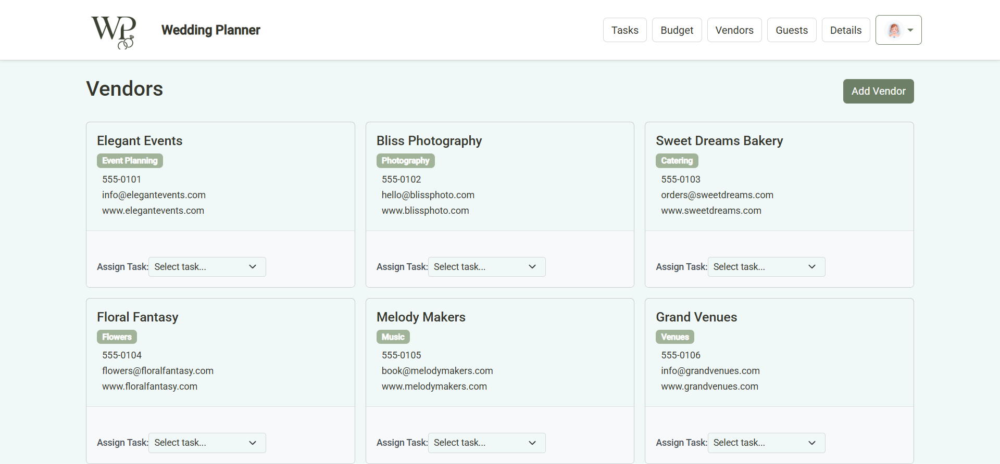 WP
Wedding Planner
Tasks
Budget
Vendors
Guests
Details
Vendors
Add Vendor
Elegant Events
Event Planning
555-0101
info@elegantevents.com
www.elegantevents.com
Assign Task: Select task...
Bliss Photography
Photography
555-0102
hello@blissphoto.com
www.blissphoto.com
Assign Task: Select task...
Sweet Dreams Bakery
Catering
555-0103
orders@sweetdreams.com
www.sweetdreams.com
Assign Task: Select task...
Floral Fantasy
Flowers
555-0104
flowers@floralfantasy.com
www.floralfantasy.com
Assign Task: Select task...
Melody Makers
Music
555-0105
book@melodymakers.com
www.melodymakers.com
Assign Task: Select task...
Grand Venues
Venues
555-0106
info@grandvenues.com
www.grandvenues.com
Assign Task: Select task...